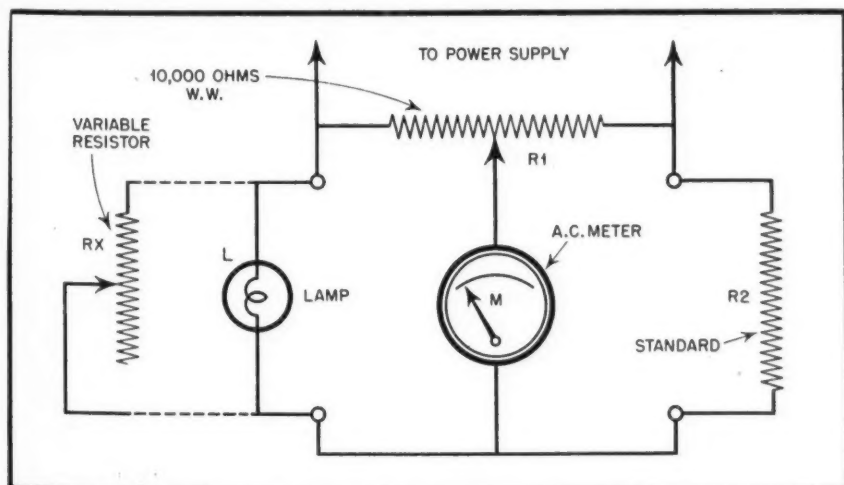 TO POWER SUPPLY
10,000 OHMS
W.W.
VARIABLE
RESISTOR
R1
RX
A.C. METER
L
LAMP
M
R2
STANDARD